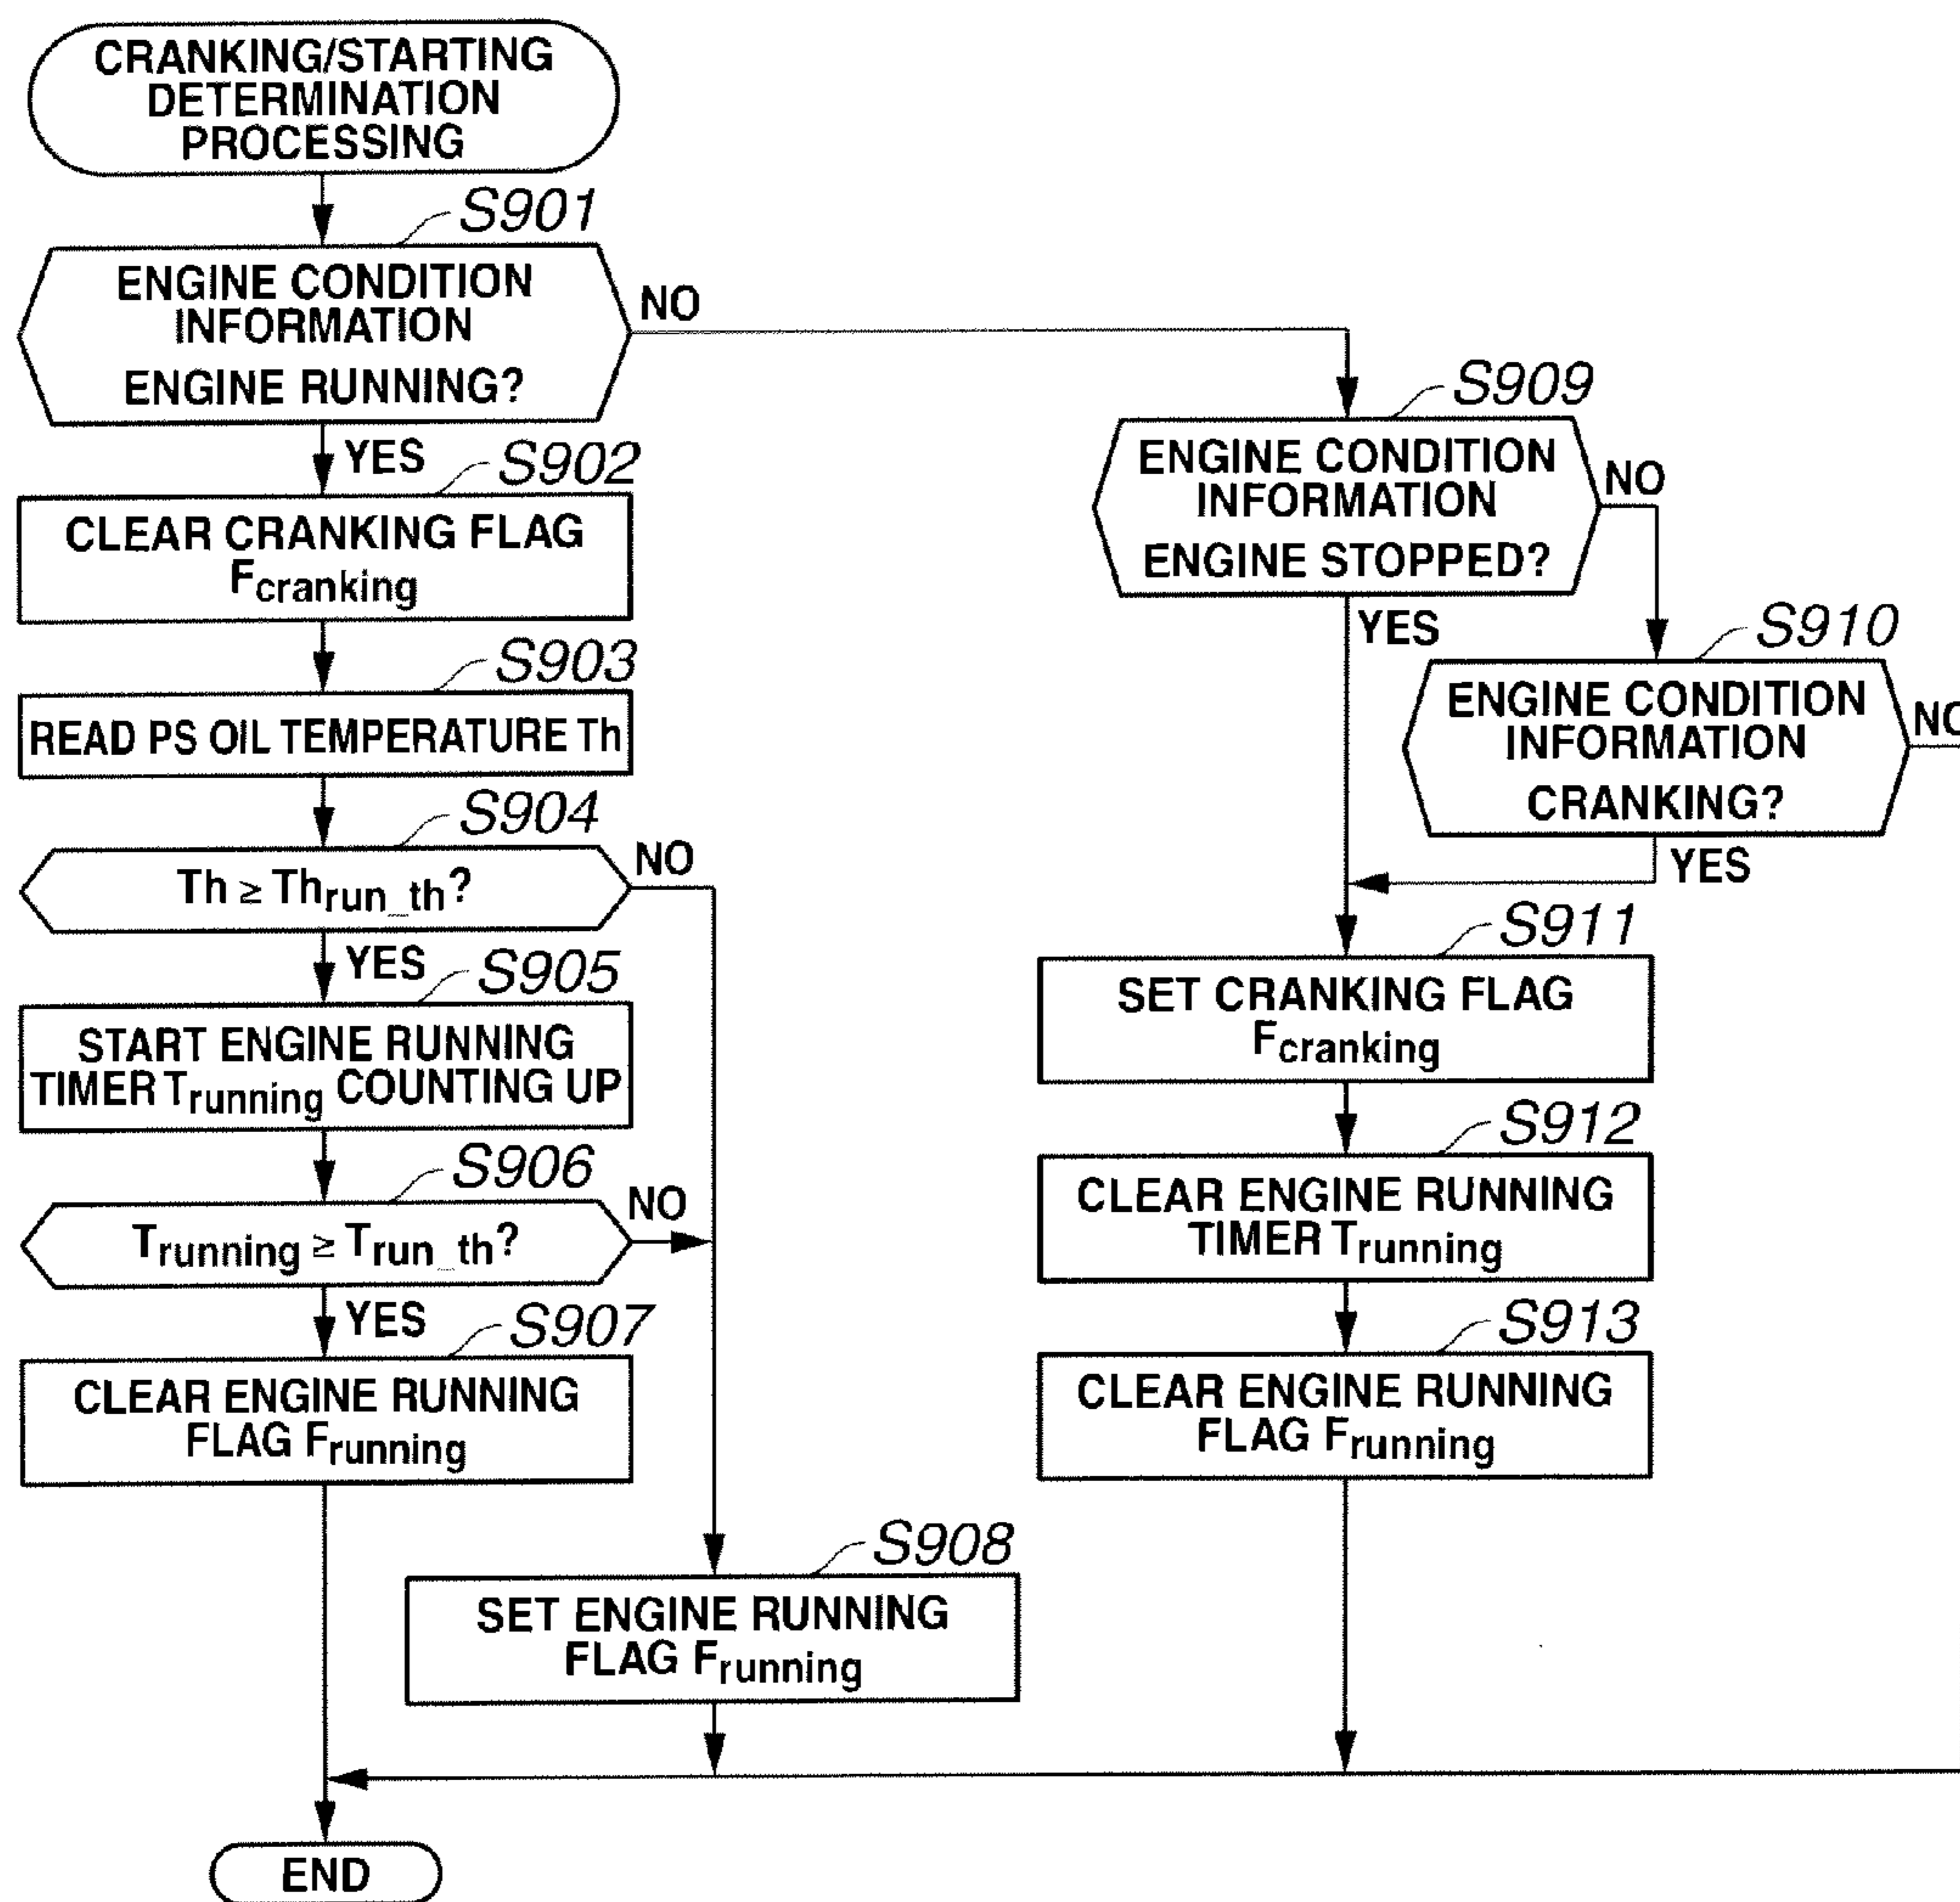 CRANKING/STARTING
DETERMINATION
PROCESSING
S901
ENGINE CONDITION
INFORMATION
ENGINE RUNNING?
NO
YES
S902
CLEAR CRANKING FLAG
Fcranking
S903
READ PS OIL TEMPERATURE Th
S904
Th ≥ Thrun_th?
NO
YES
S905
START ENGINE RUNNING
TIMER Trunning COUNTING UP
S906
Trunning ≥ Trun_th?
NO
YES
S907
CLEAR ENGINE RUNNING
FLAG Frunning
S908
SET ENGINE RUNNING
FLAG Frunning
S909
ENGINE CONDITION
INFORMATION
ENGINE STOPPED?
NO
YES
S910
ENGINE CONDITION
INFORMATION
CRANKING?
NO
YES
S911
SET CRANKING FLAG
Fcranking
S912
CLEAR ENGINE RUNNING
TIMER Trunning
S913
CLEAR ENGINE RUNNING
FLAG Frunning
END